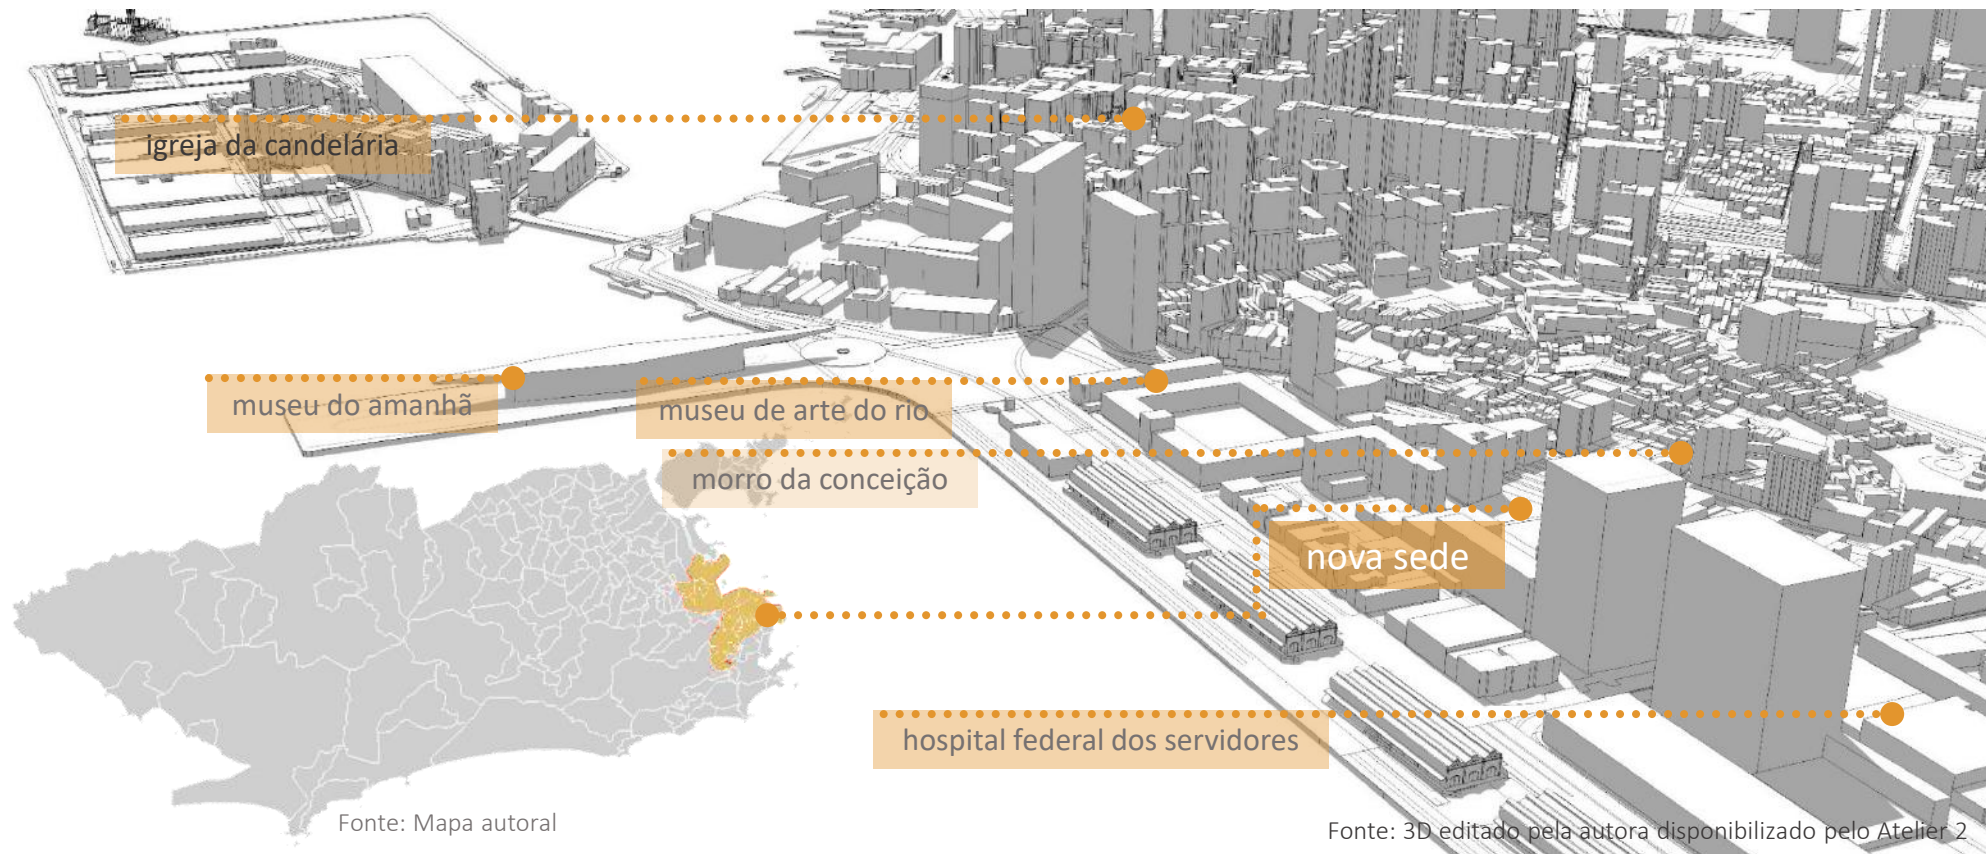 igreja da candelária
museu do amanhã
museu de arte do rio
morro da conceição
nova sede
hospital federal dos servidores
Fonte: Mapa autoral
Fonte: 3D editado pela autora disponibilizado pelo Atelier 2